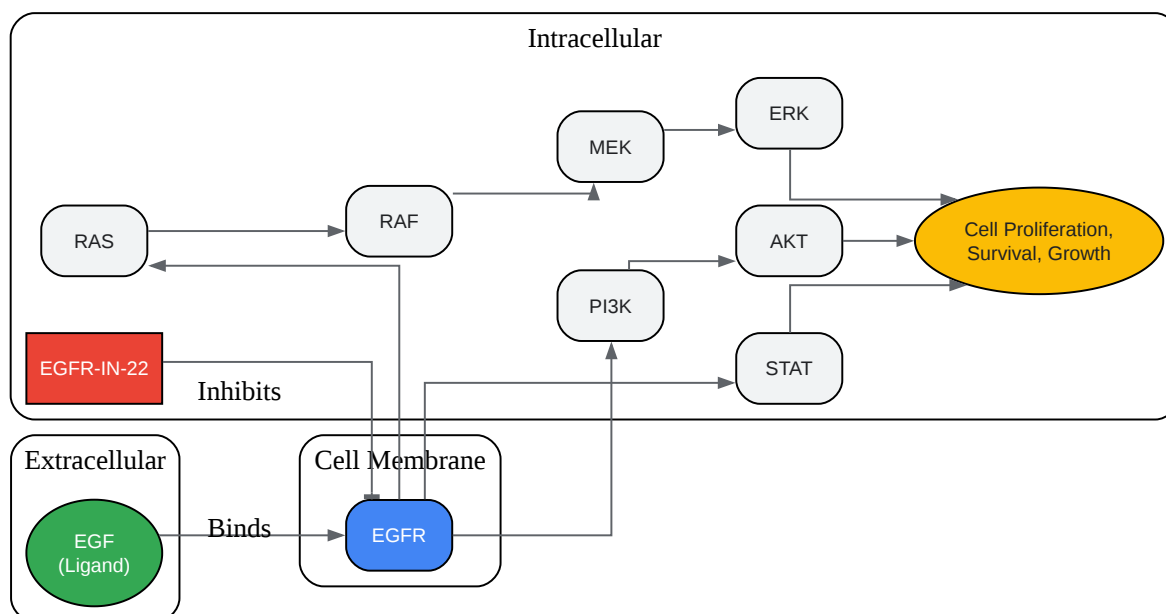 Intracellular
ERK
MEK
RAF
RAS
AKT
Cell Proliferation,
Survival, Growth
PI3K
STAT
EGFR-IN-22
Inhibits
Extracellular
Cell Membrane
EGF
(Ligand)
Binds
EGFR